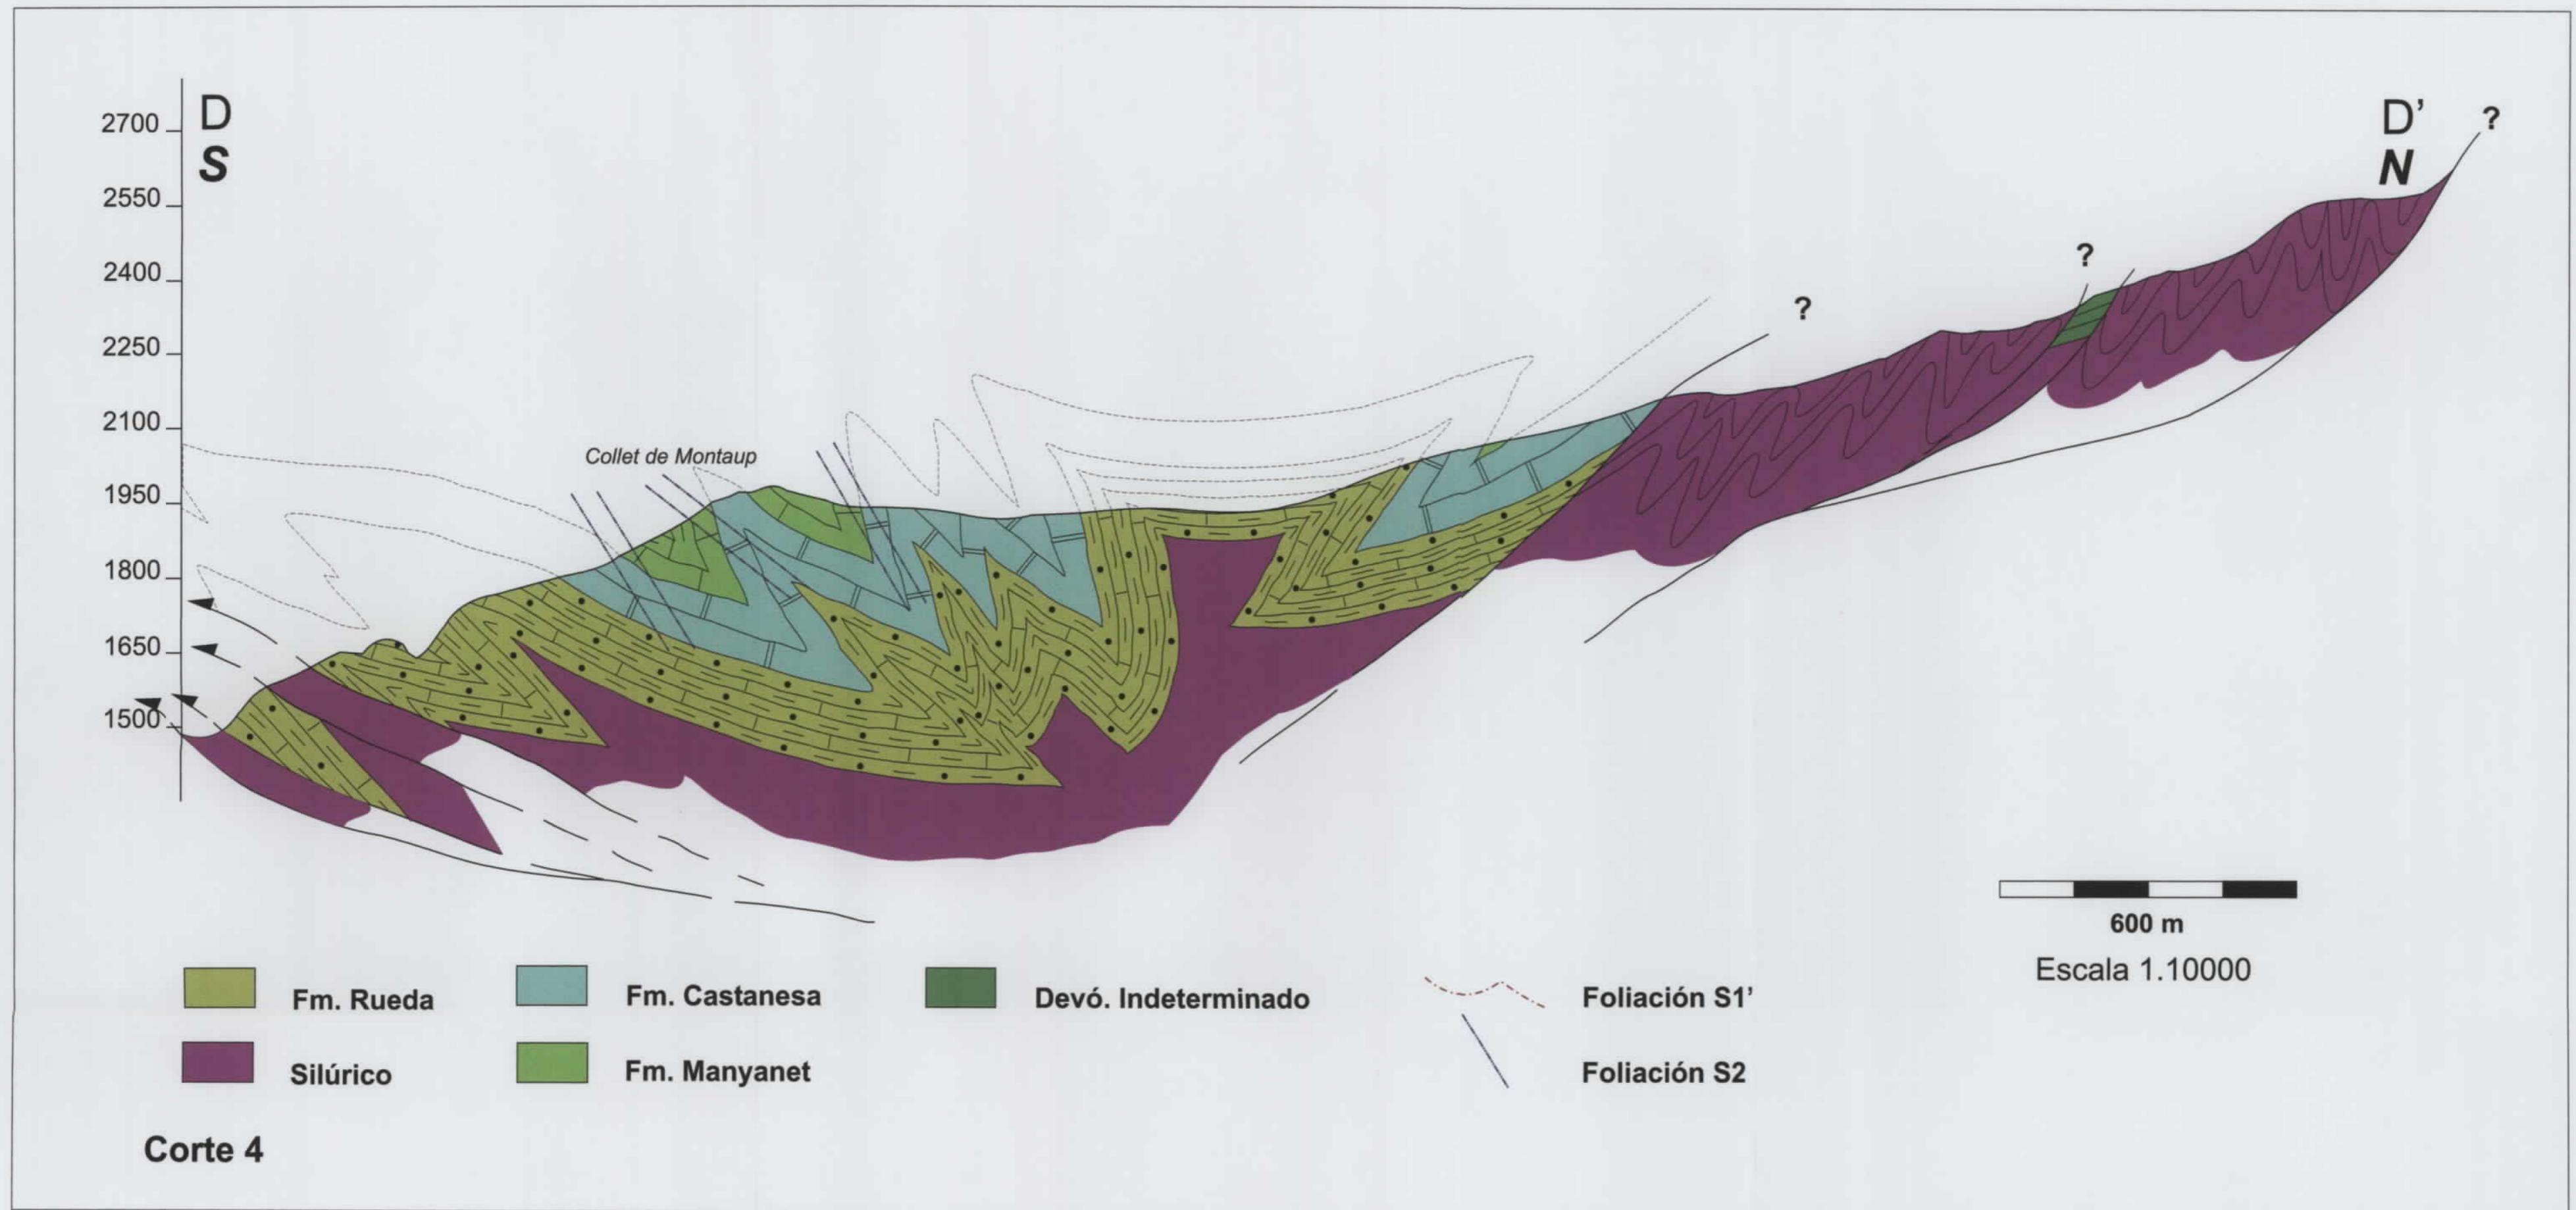 D
S
D'
N
?
?
?
2700
2550
2400
2250
2100
1950
1800
1650
1500
Collet de Montaup
600 m
Escala 1.10000
Fm. Rueda
Fm. Castanesa
Devó. Indeterminado
Foliación S1'
Silúrico
Fm. Manyanet
Foliación S2
Corte 4